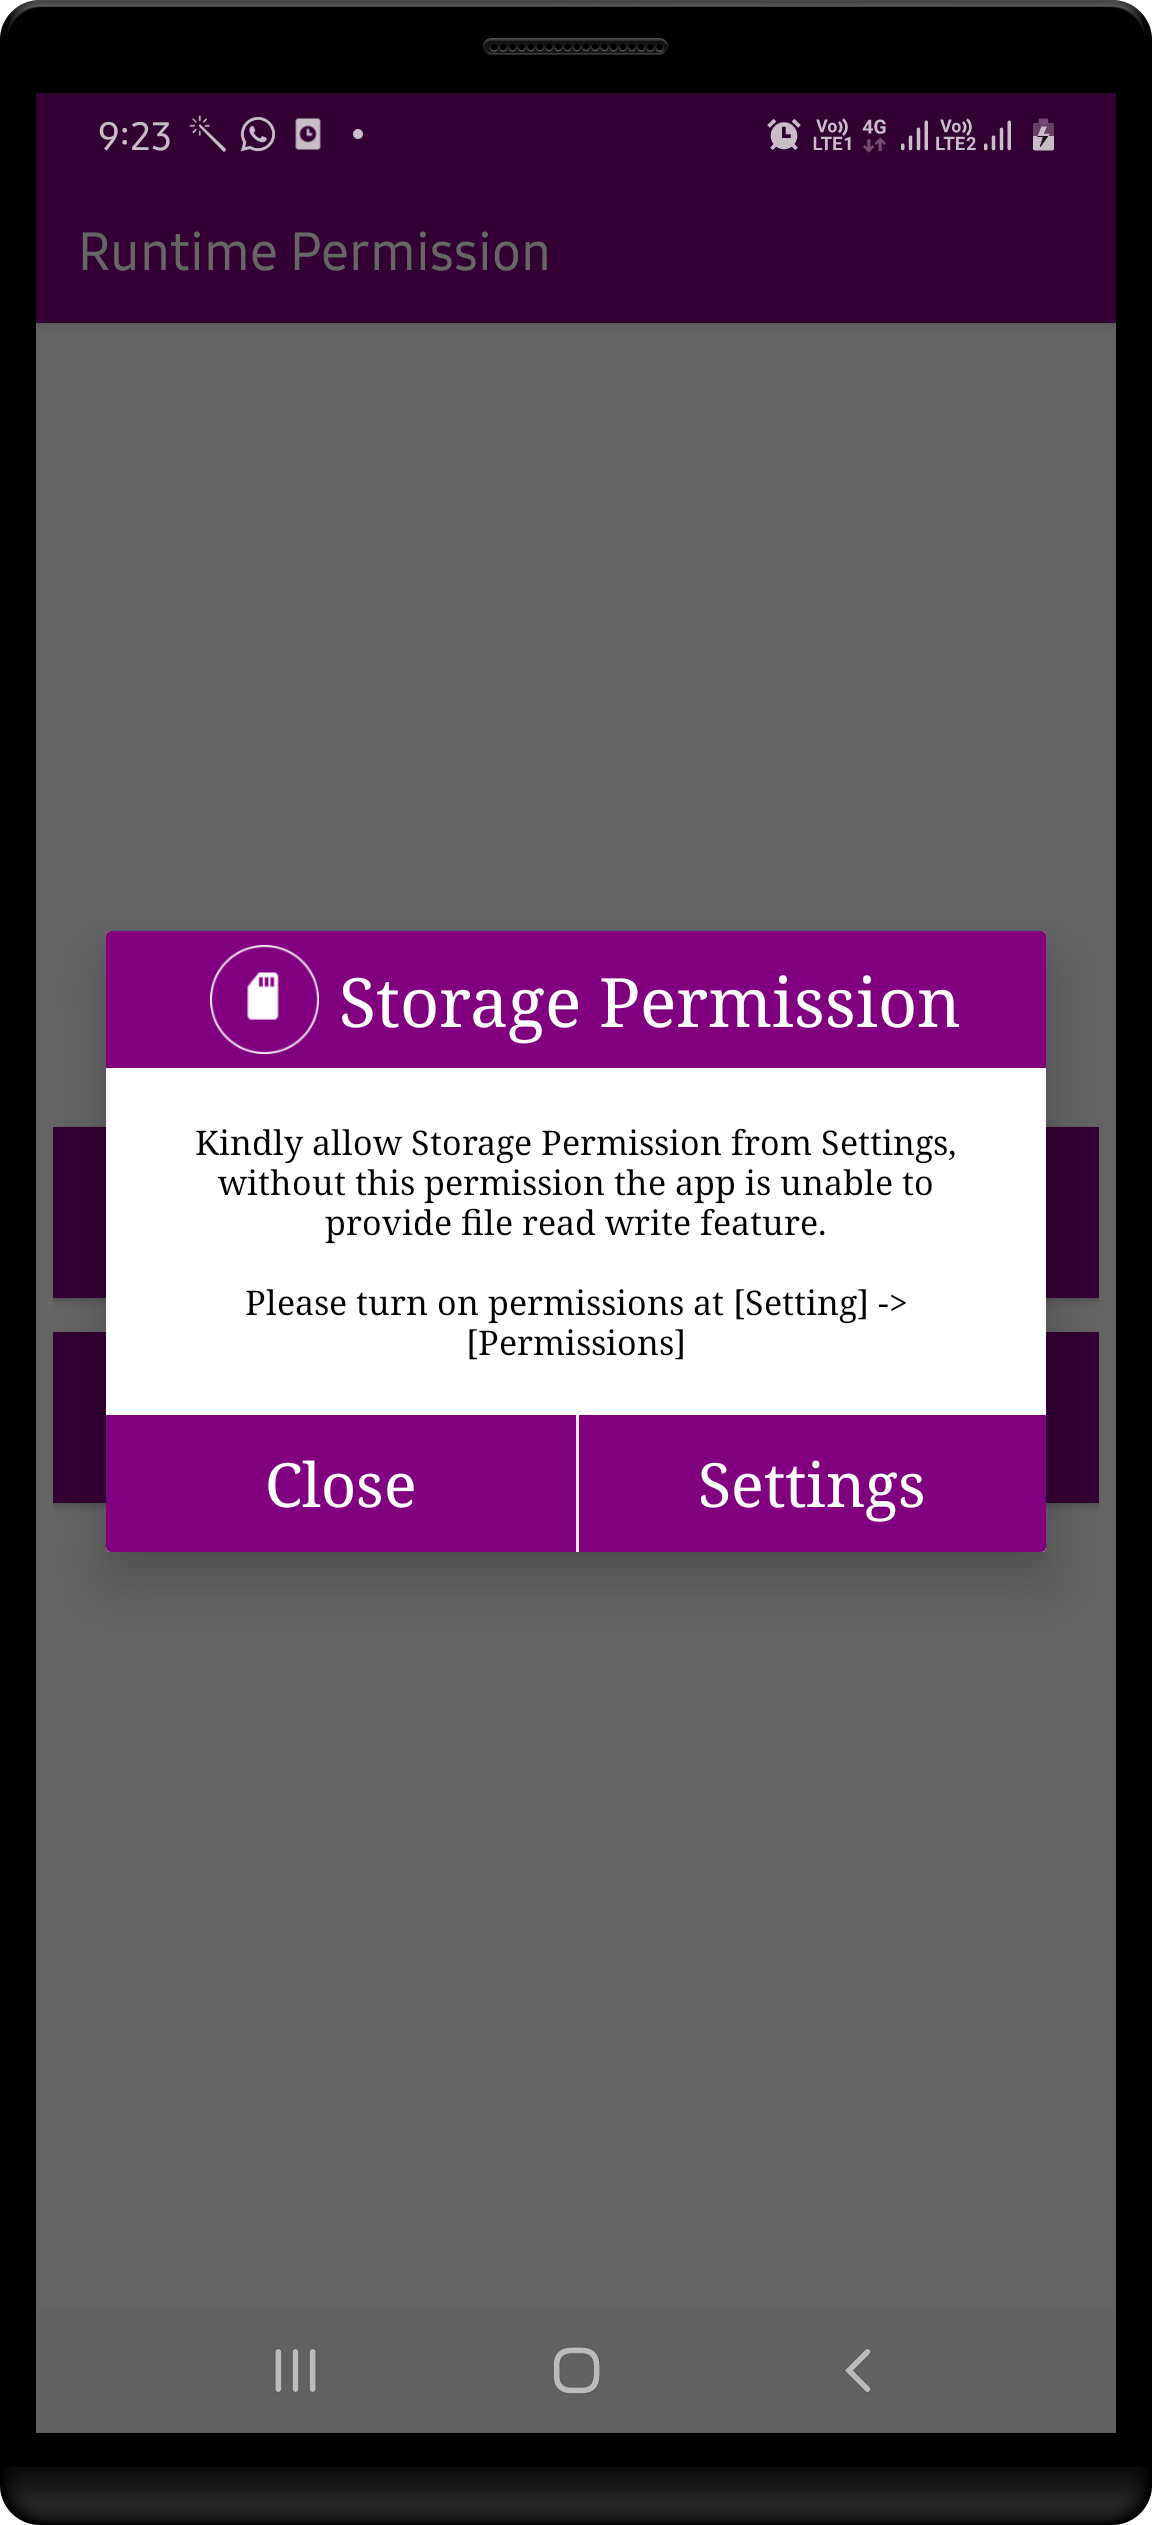 9:23
Vo)) LTE1 4G Vo)) LTE2
Runtime Permission
Storage Permission
Kindly allow Storage Permission from Settings,
without this permission the app is unable to
provide file read write feature.
Please turn on permissions at [Setting] ->
[Permissions]
Close
Settings